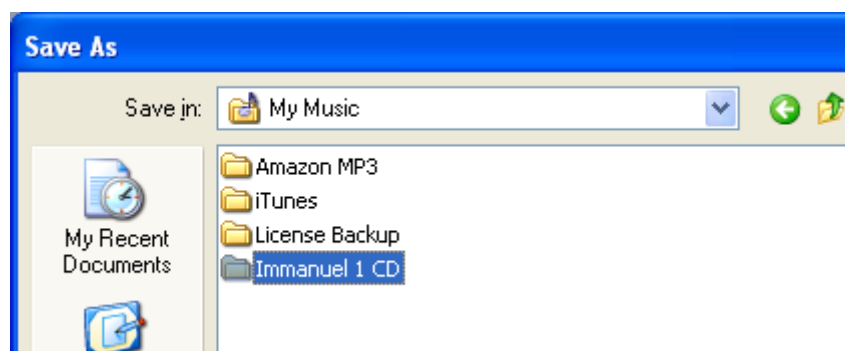 Save As
Save in: My Music
Amazon MP3
iTunes
License Backup
Immanuel 1 CD
My Recent
Documents